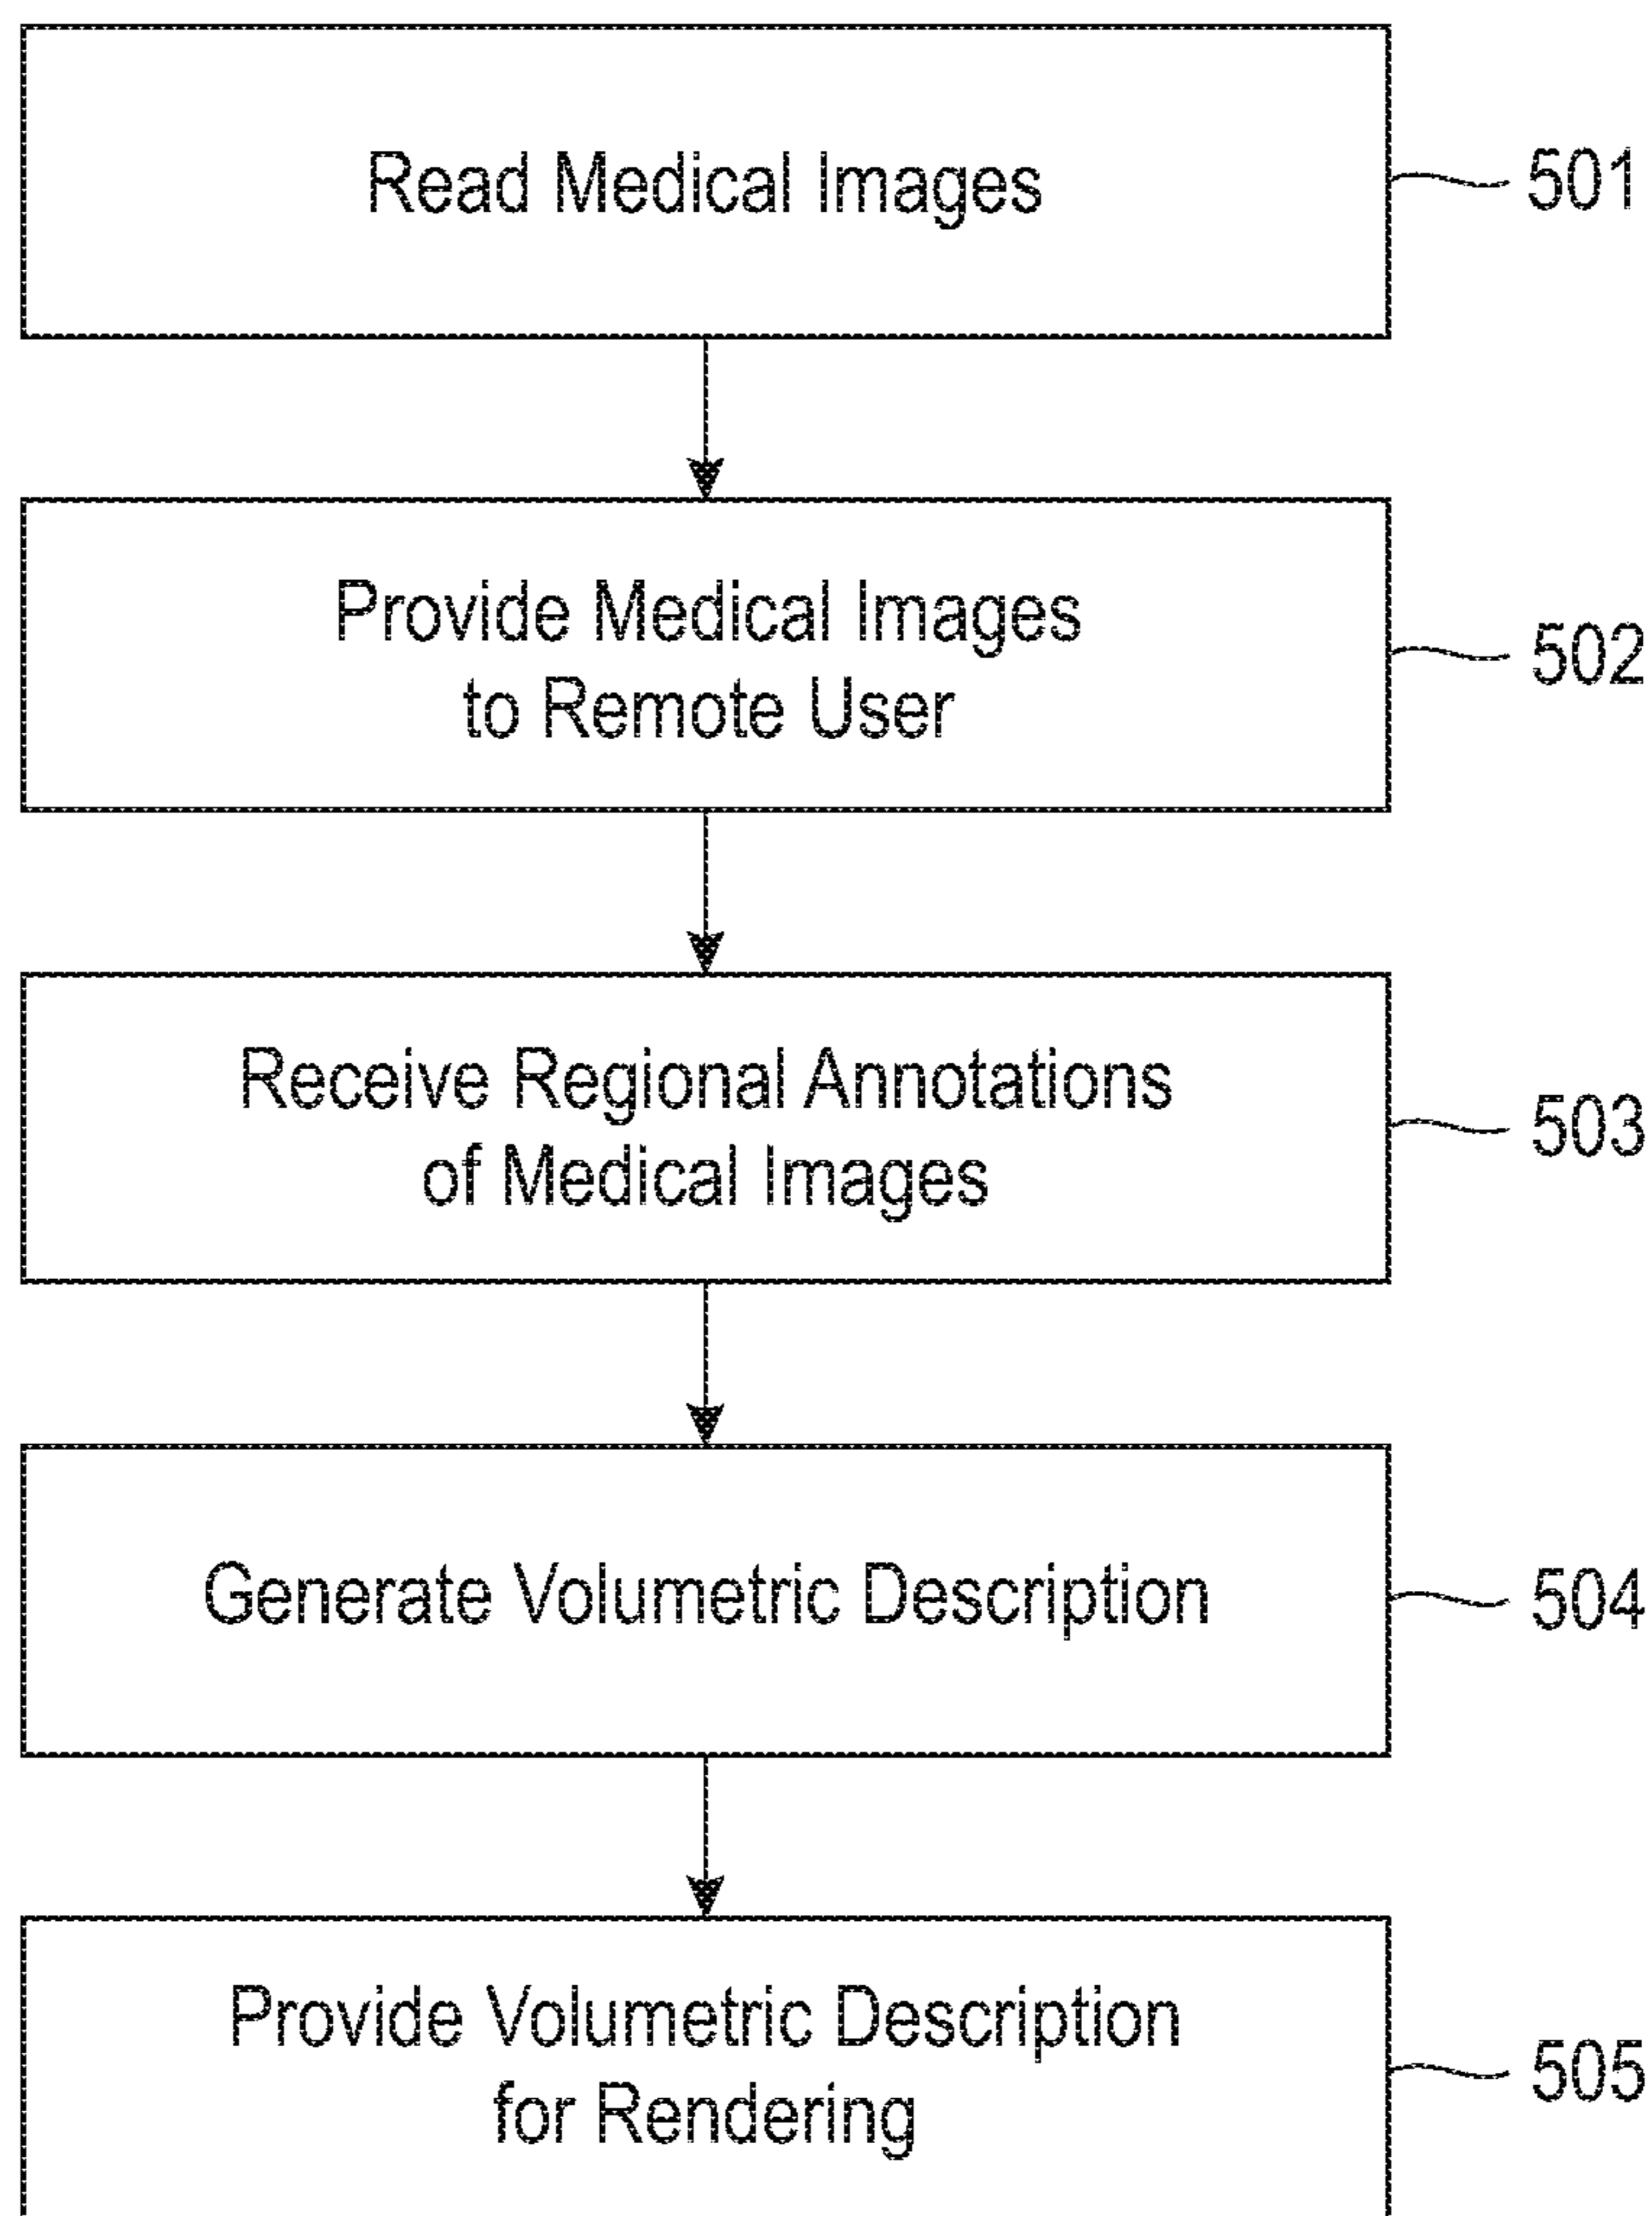 Read Medical Images
501
Provide Medical Images
to Remote User
502
Receive Regional Annotations
of Medical Images
503
Generate Volumetric Description
504
Provide Volumetric Description
for Rendering
505